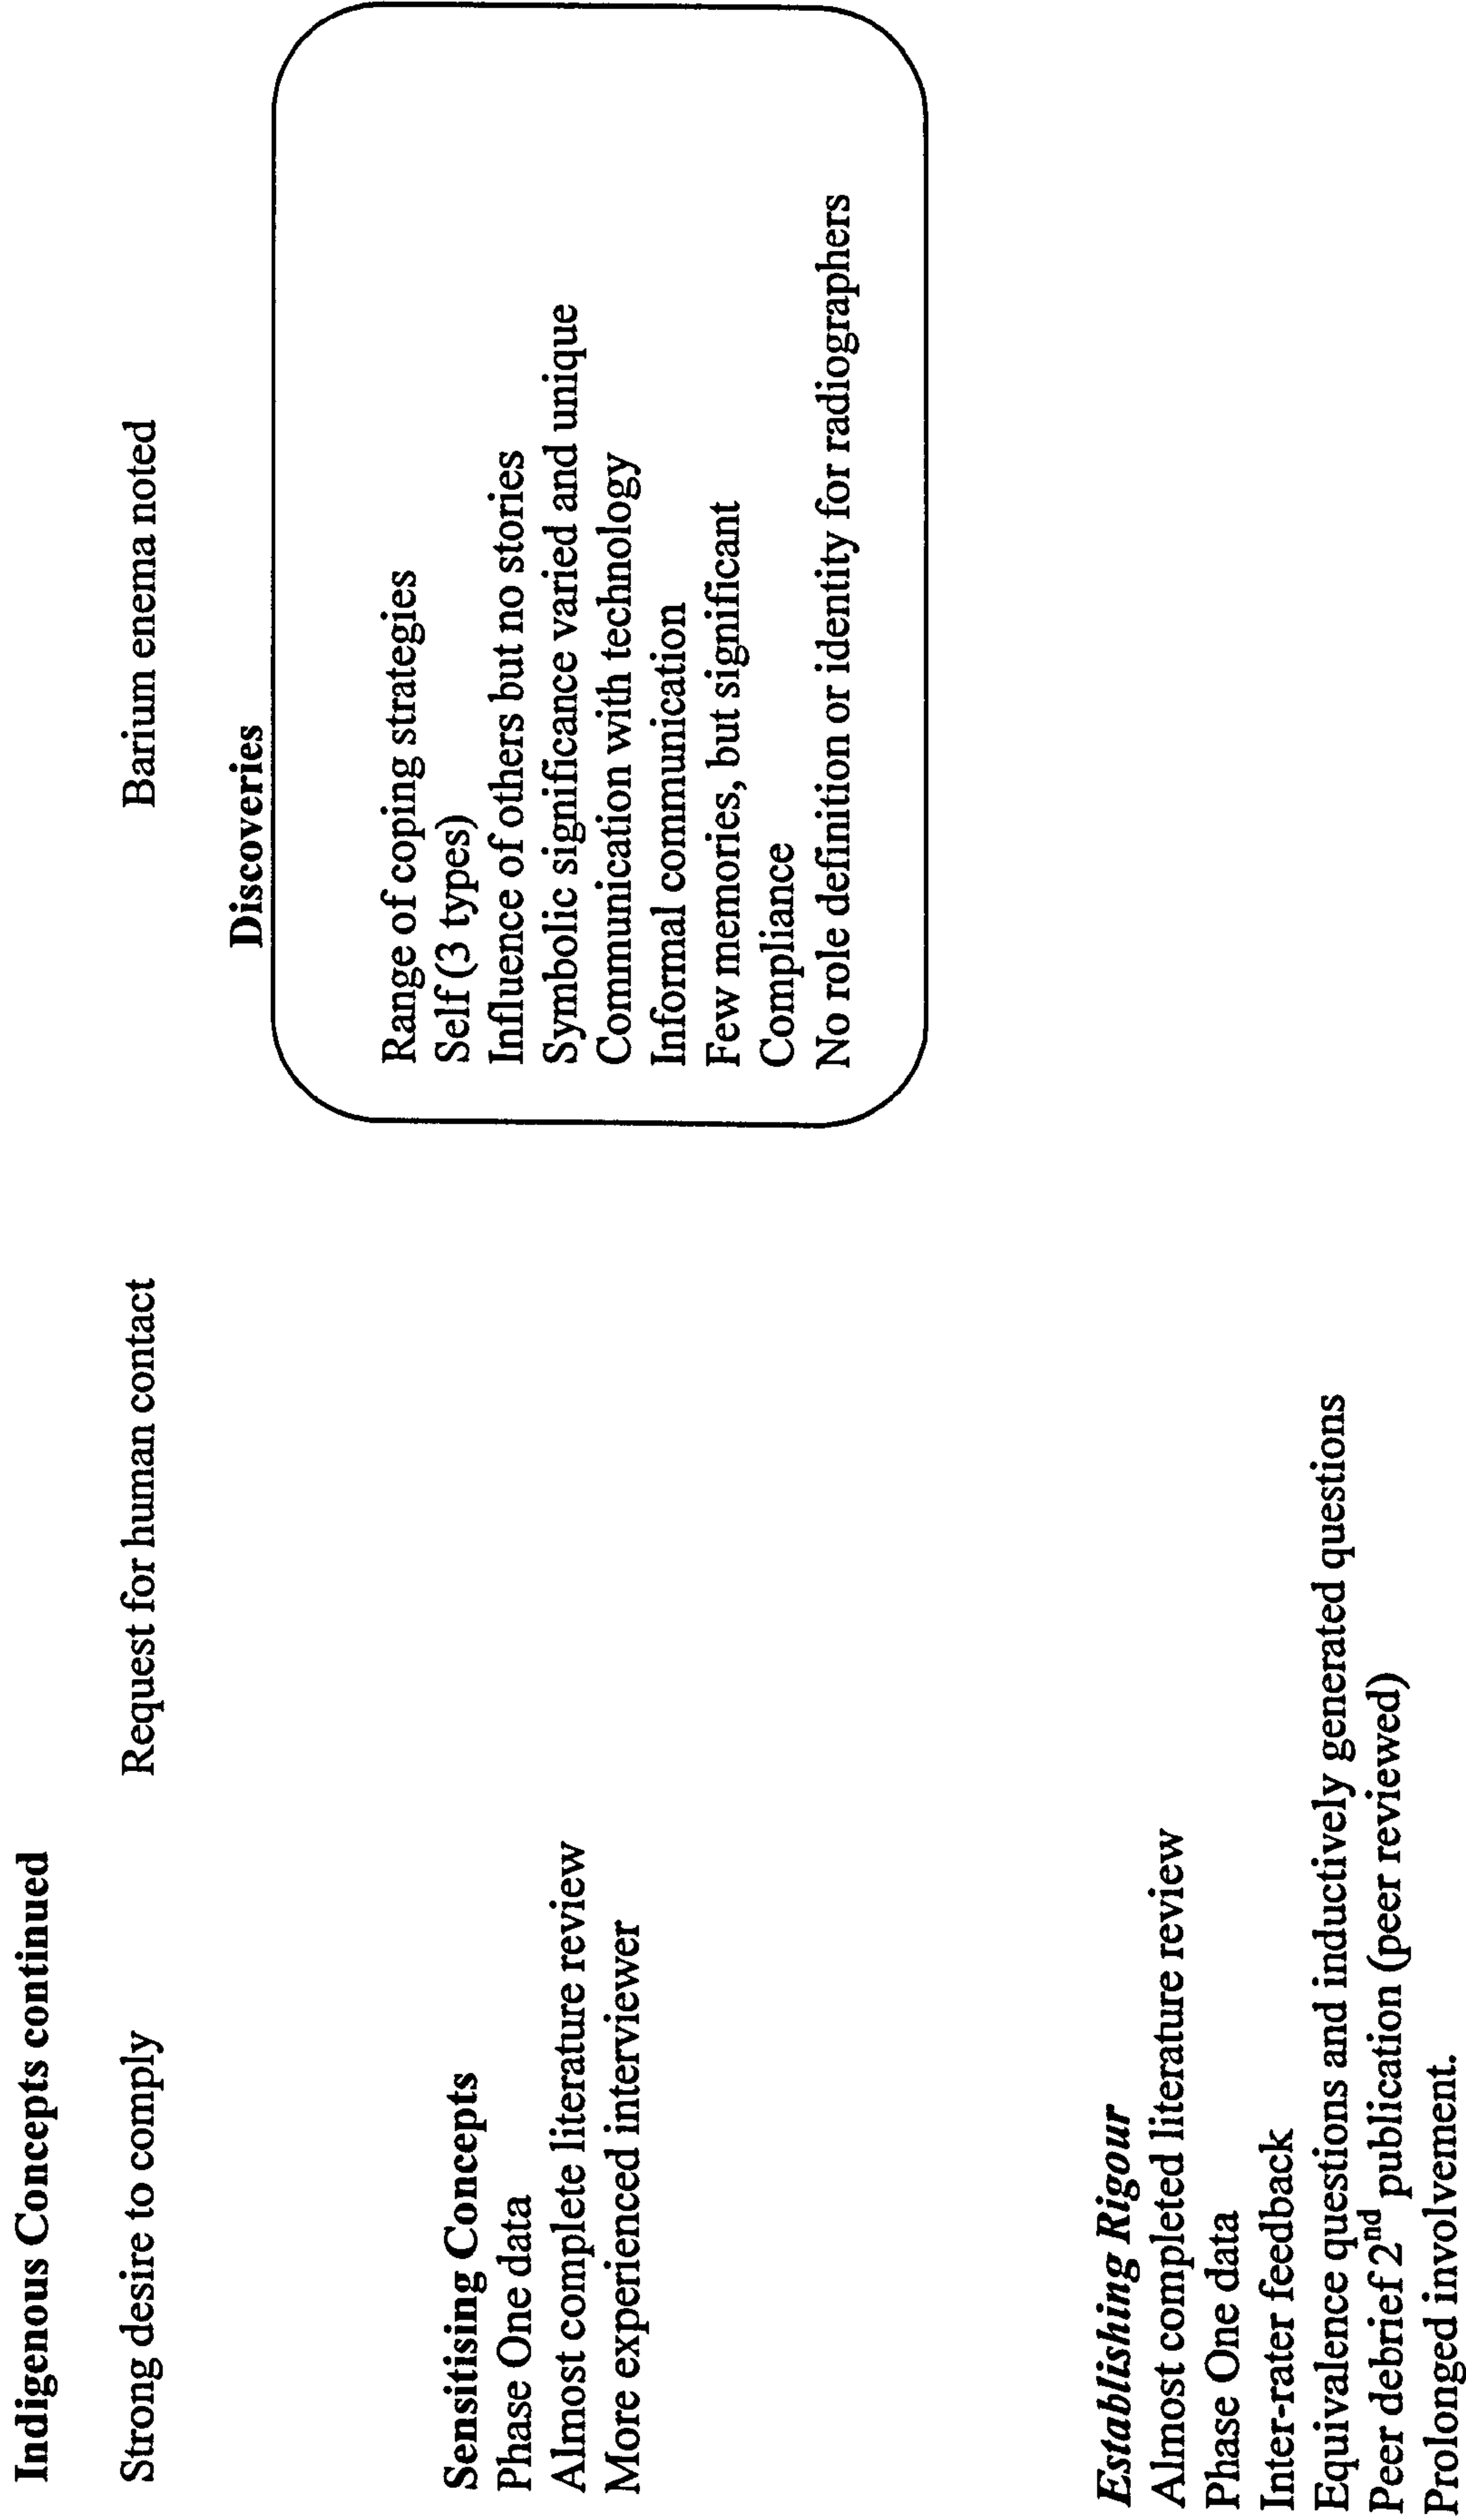 Indigenous Concepts continued
Strong desire to comply
Request for human contact
Barium enema noted
Discoveries
Range of coping strategies
Self (3 types)
Influence of others but no stories
Symbolic significance varied and unique
Communication with technology
Informal communication
Few memories, but significant
Compliance
No role definition or identity for radiographers
Sensitising Concepts
Phase One data
Almost complete literature review
More experienced interviewer
Establishing Rigour
Almost completed literature review
Phase One data
Inter-rater feedback
Equivalence questions and inductively generated questions
Peer debrief 2nd publication (peer reviewed)
Prolonged involvement.